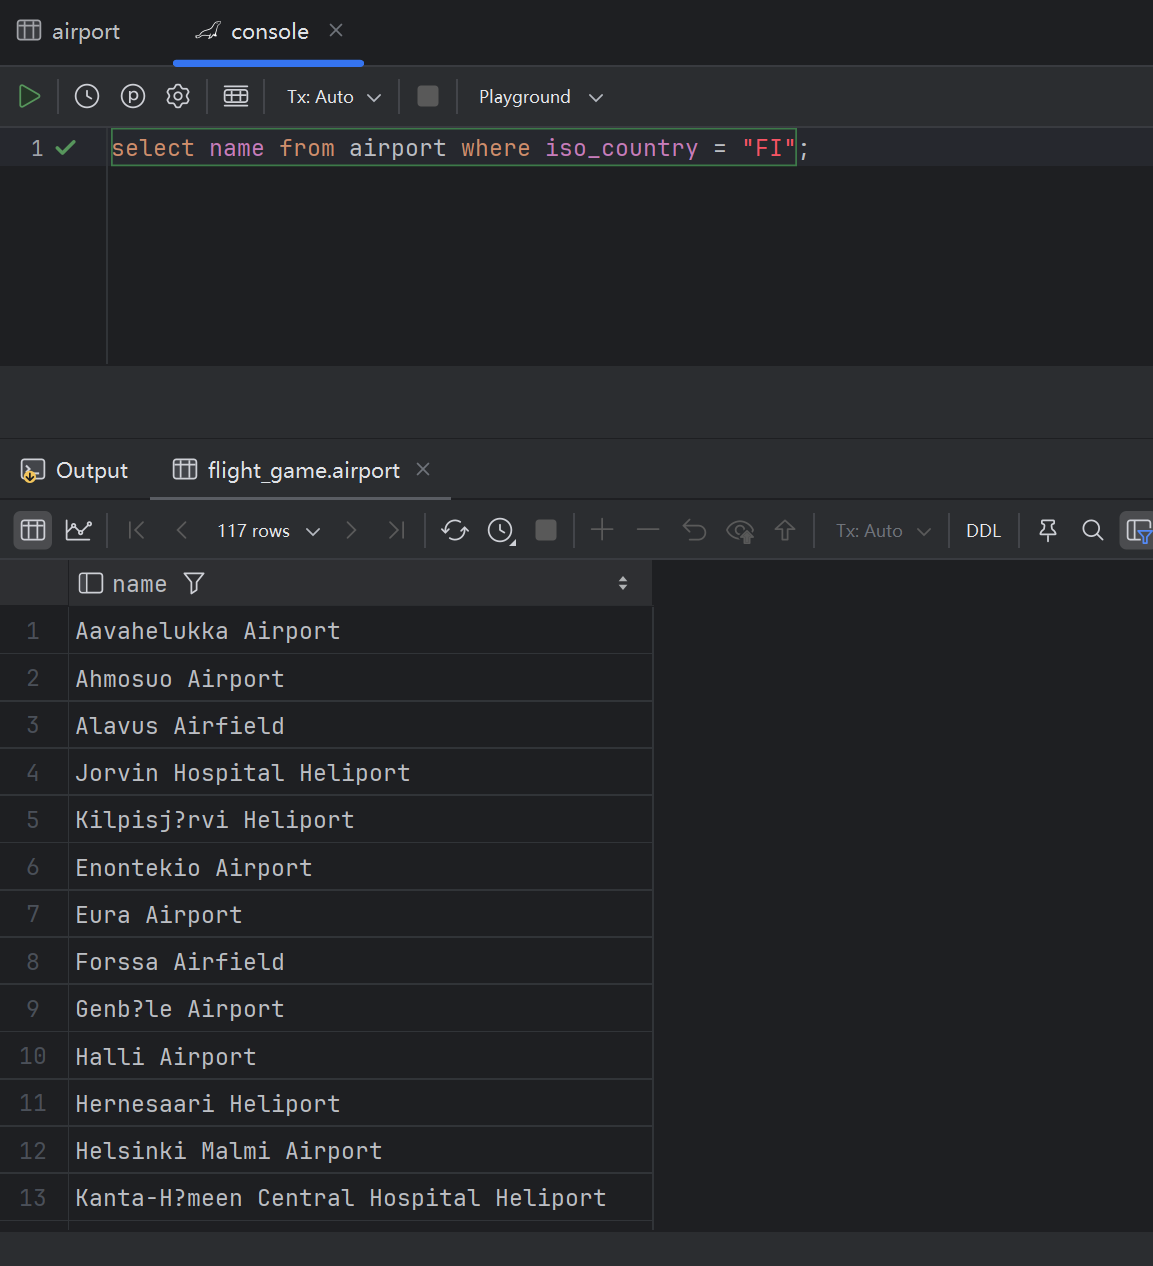 airport console
Tx: Auto Playground
1 select name from airport where iso_country = "FI";
Output flight_game.airport
117 rows Tx: Auto DDL
name
1 Aavahelukka Airport
2 Ahmosuo Airport
3 Alavus Airfield
4 Jorvin Hospital Heliport
5 Kilpisj?rvi Heliport
6 Enontekio Airport
7 Eura Airport
8 Forssa Airfield
9 Genb?le Airport
10 Halli Airport
11 Hernesaari Heliport
12 Helsinki Malmi Airport
13 Kanta-H?meen Central Hospital Heliport